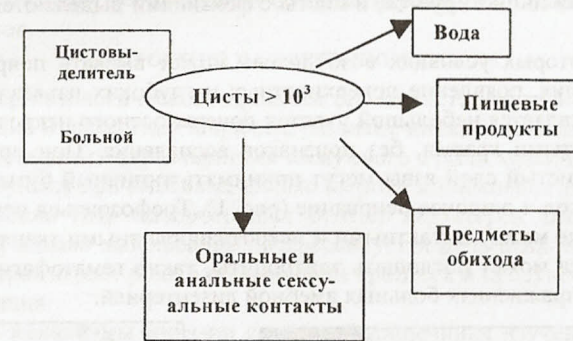 Цистовы-
делитель
Больной
Цисты > 10³
Вода
Пищевые
продукты
Предметы
обихода
Оральные и
анальные сексу-
альные контакты